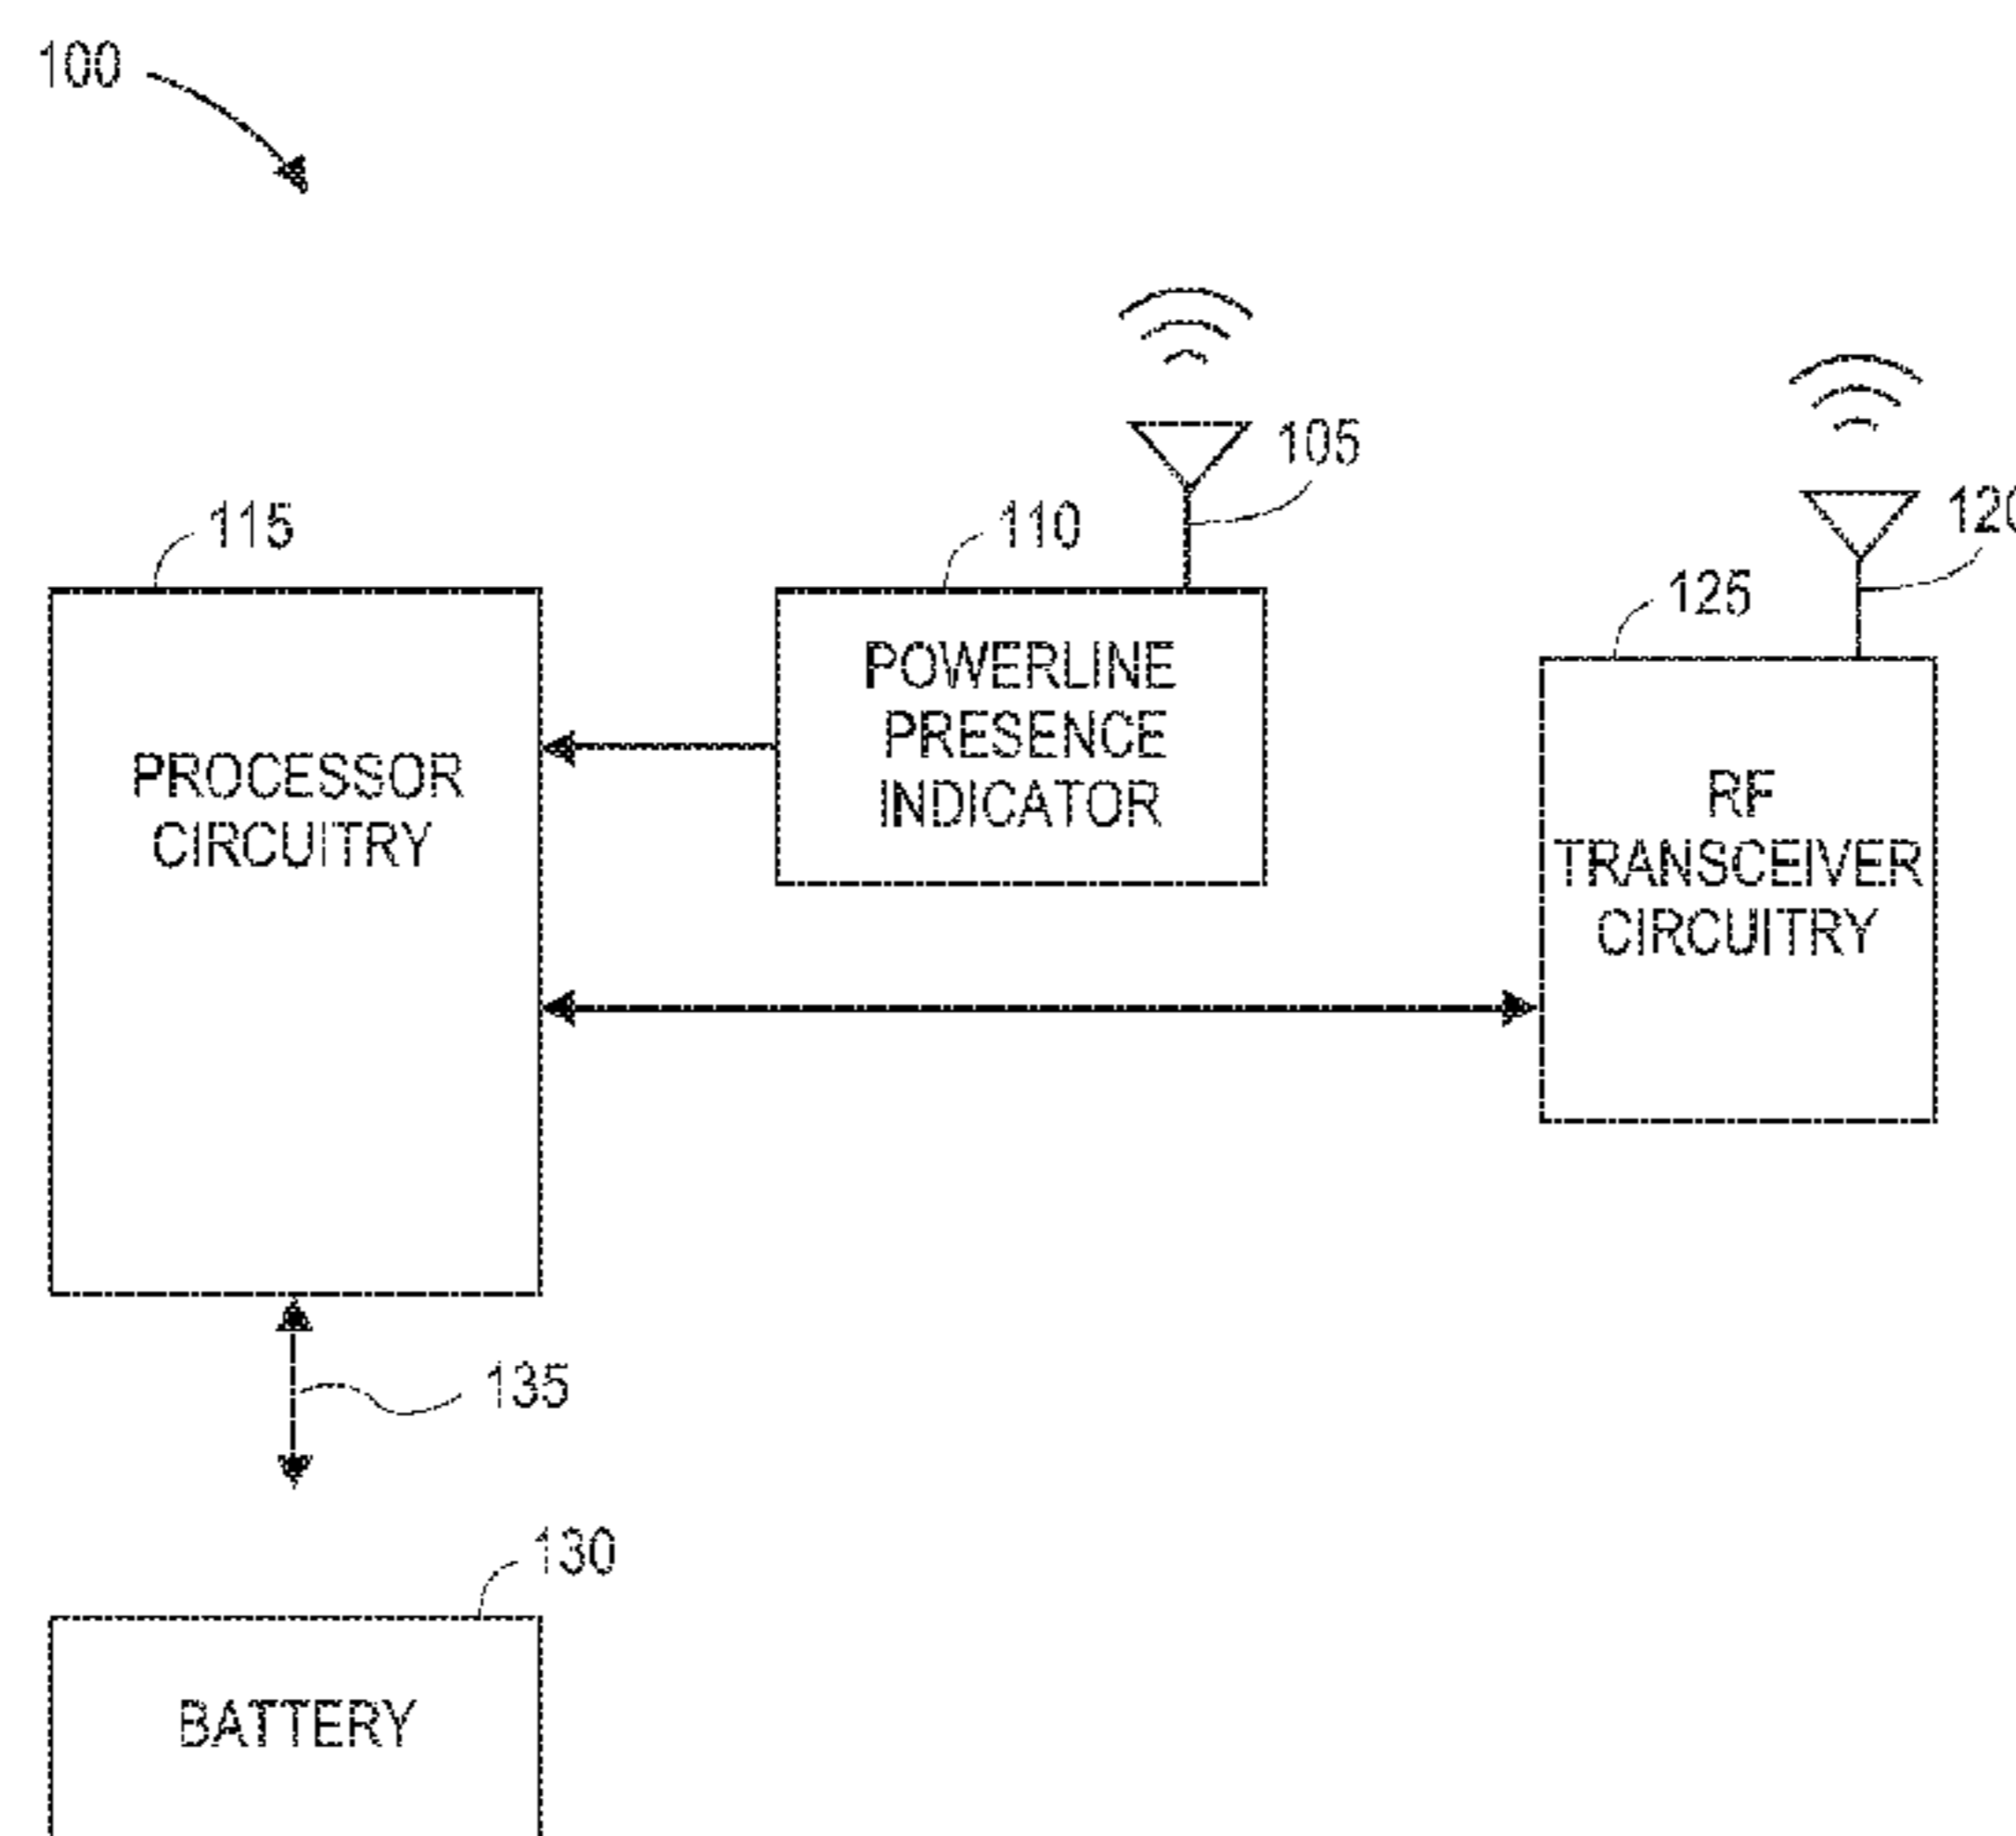 100
105
120
115
110
125
POWERLINE
PRESENCE
INDICATOR
PROCESSOR
CIRCUITRY
RF
TRANSCEIVER
CIRCUITRY
135
130
BATTERY